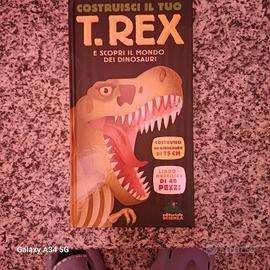 COSTRUISCI IL TUO
T. REX
E SCOPRI IL MONDO
DEI DINOSAURI
COSTRUISCI
UN DINOSAURO
DI 75 CM
LIBRO +
MODELLINO
DI 49
PEZZI
editoriale
SCIENZA
Galaxy A34 5G